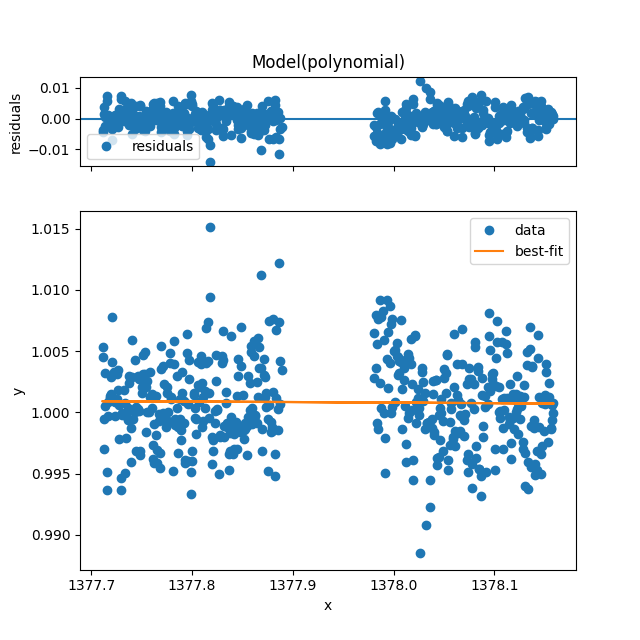 Model(polynomial)
residuals
0.01
0.00
−0.01
residuals
y
1.015
1.010
1.005
1.000
0.995
0.990
data
best-fit
1377.7 1377.8 1377.9 1378.0 1378.1
x